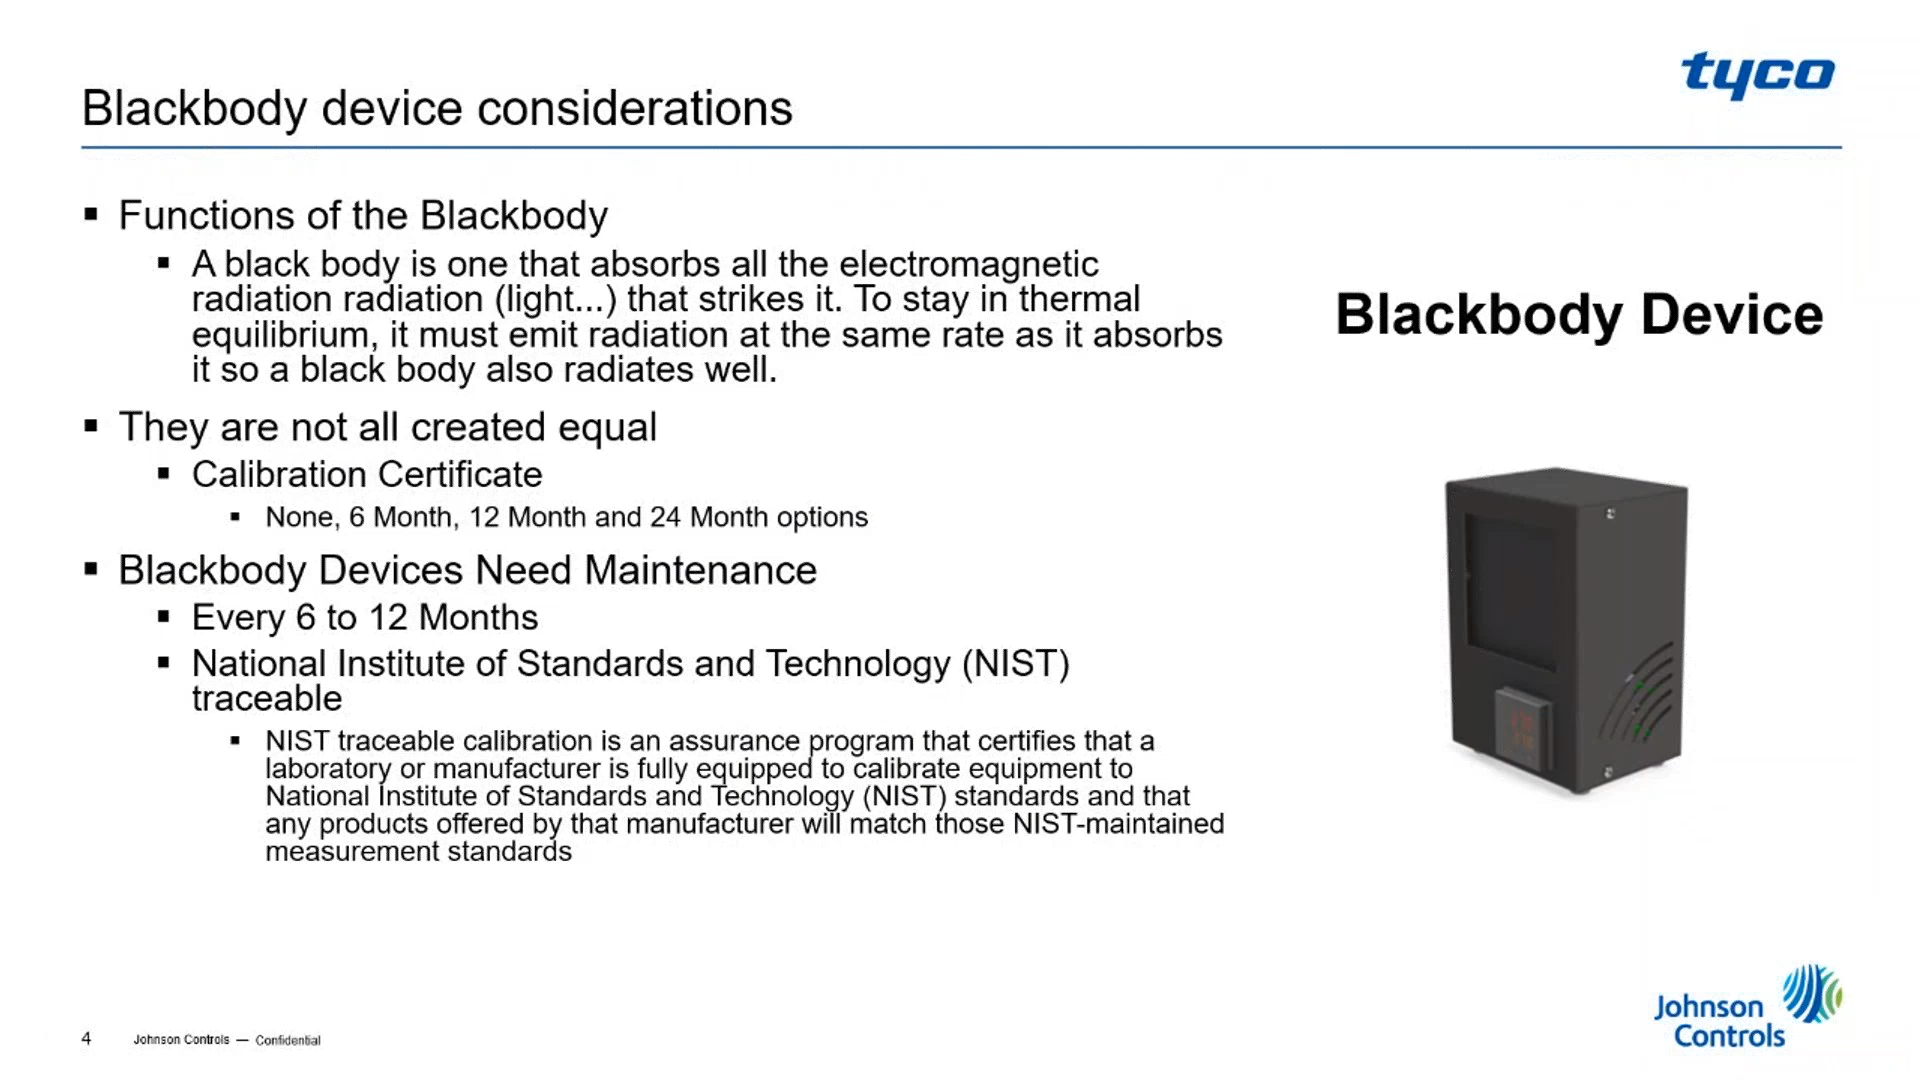 tyco
Blackbody device considerations
▪ Functions of the Blackbody
▪ A black body is one that absorbs all the electromagnetic
radiation radiation (light...) that strikes it. To stay in thermal
equilibrium, it must emit radiation at the same rate as it absorbs
it so a black body also radiates well.
▪ They are not all created equal
▪ Calibration Certificate
▪ None, 6 Month, 12 Month and 24 Month options
▪ Blackbody Devices Need Maintenance
▪ Every 6 to 12 Months
▪ National Institute of Standards and Technology (NIST)
traceable
▪ NIST traceable calibration is an assurance program that certifies that a
laboratory or manufacturer is fully equipped to calibrate equipment to
National Institute of Standards and Technology (NIST) standards and that
any products offered by that manufacturer will match those NIST-maintained
measurement standards
Blackbody Device
4 Johnson Controls — Confidential
Johnson
Controls